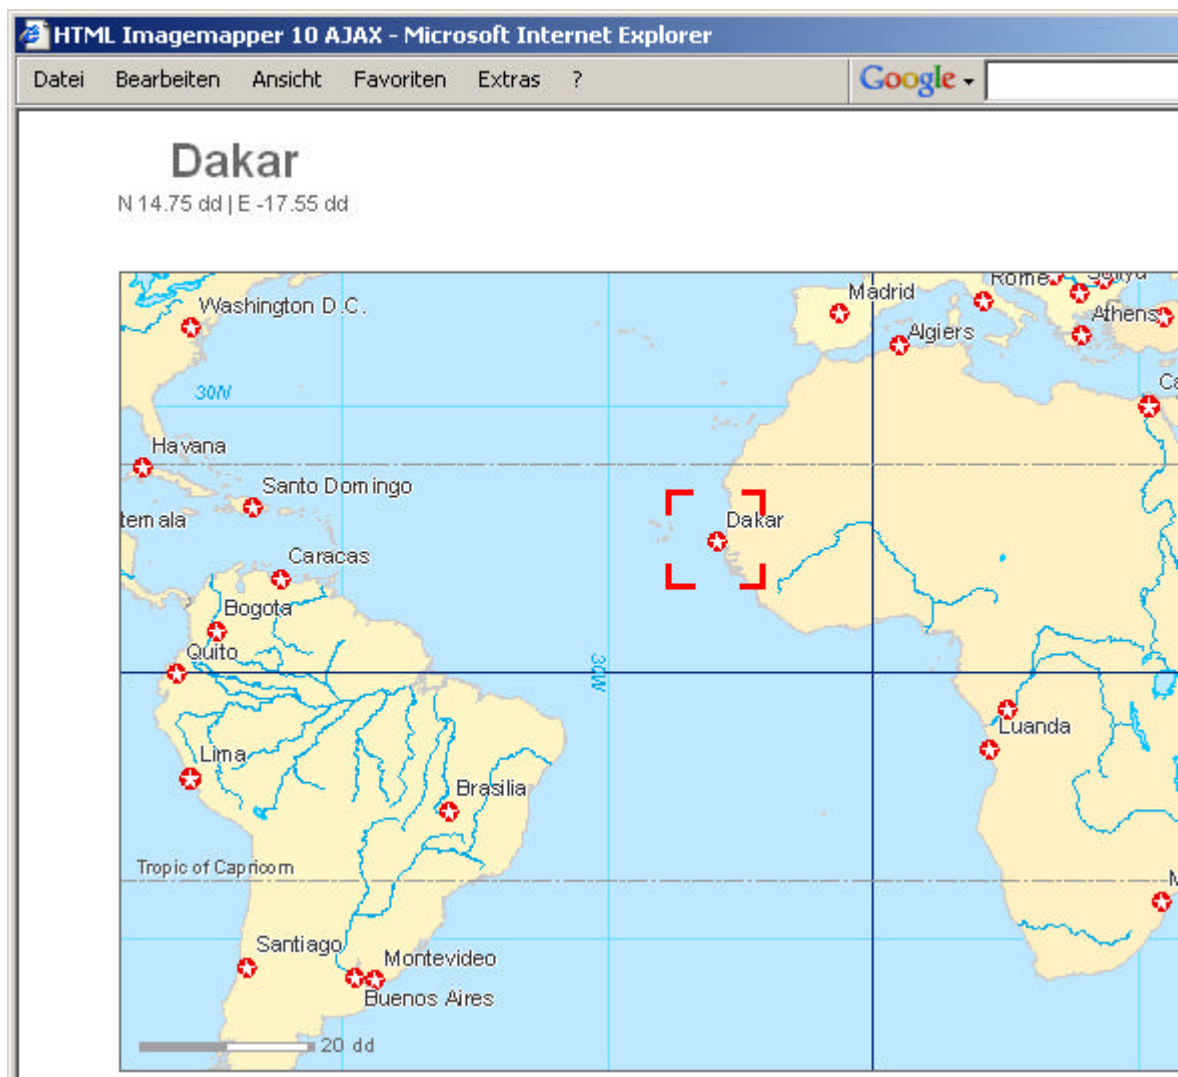 HTML Imagemapper 10 AJAX - Microsoft Internet Explorer
Datei Bearbeiten Ansicht Favoriten Extras ? Google
Dakar
N 14.75 dd | E -17.55 dd
Rome
Madrid
Washington D.C.
Athens
Algiers
30N
Ca
Havana
Santo Domingo
temala
Dakar
Caracas
Bogota
Quito
30W
Luanda
Lima
Brasilia
Tropic of Capricorn
M
Santiago
Montevideo
Buenos Aires
20 dd